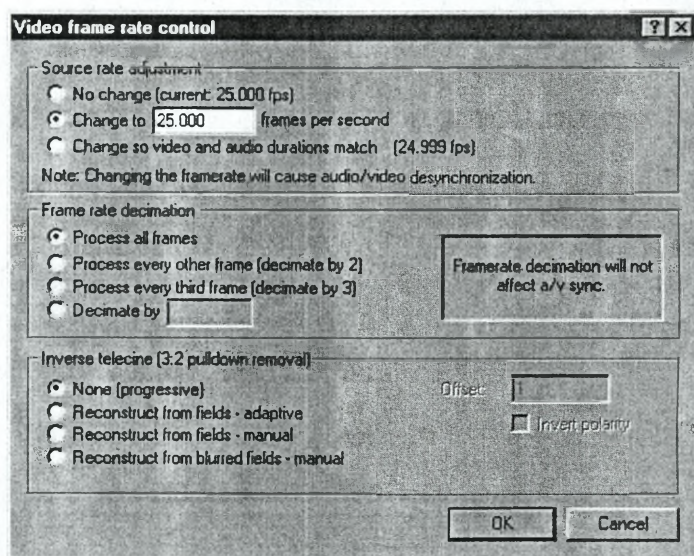 Video frame rate control
Source rate adjustment
No change (current: 25.000 fps)
Change to 25.000 frames per second
Change so video and audio durations match (24.999 fps)
Note: Changing the framerate will cause audio/video desynchronization.
Frame rate decimation
Process all frames
Process every other frame (decimate by 2)
Process every third frame (decimate by 3)
Decimate by
Framerate decimation will not
affect a/v sync.
Inverse telecine (3:2 pulldown removal)
None (progressive)
Reconstruct from fields - adaptive
Reconstruct from fields - manual
Reconstruct from blurred fields - manual
Offset: 1
Invert polarity
OK
Cancel